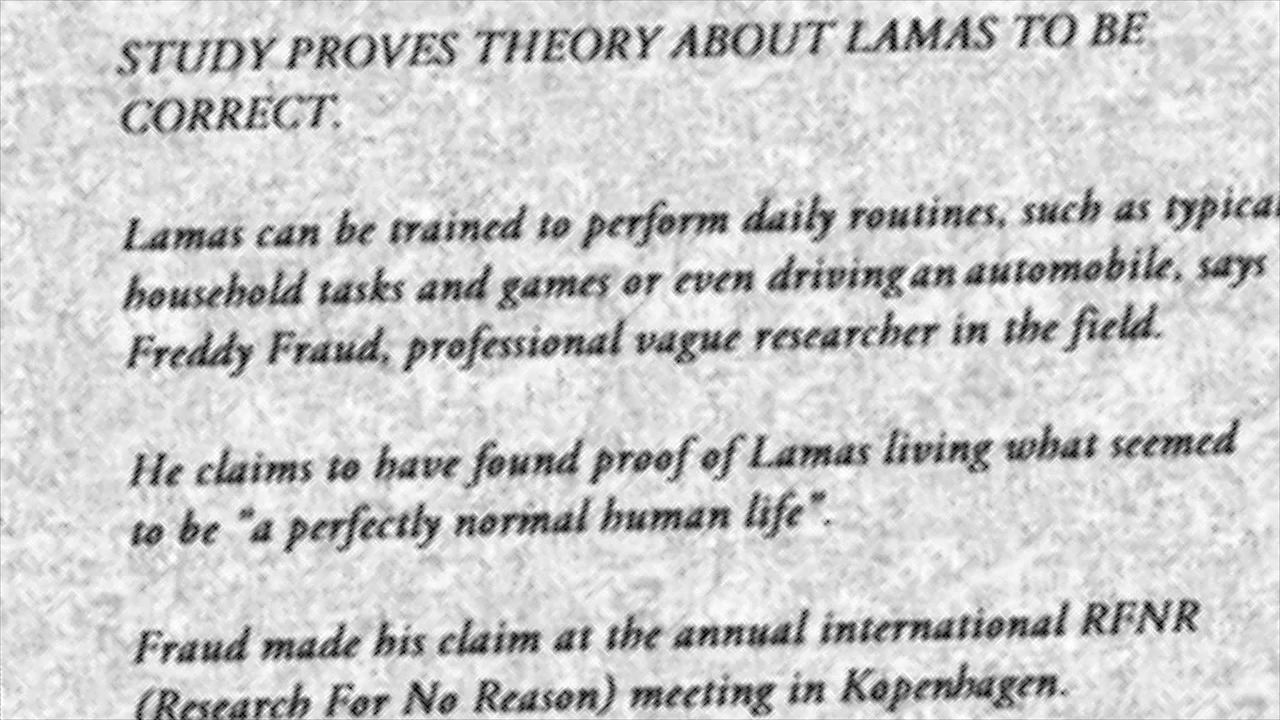 STUDY PROVES THEORY ABOUT LAMAS TO BE
CORRECT.
Lamas can be trained to perform daily routines, such as typical
household tasks and games or even driving an automobile, says
Freddy Fraud, professional vague researcher in the field.
He claims to have found proof of Lamas living what seemed
to be "a perfectly normal human life".
Fraud made his claim at the annual international RFNR
(Research For No Reason) meeting in Kopenhagen.